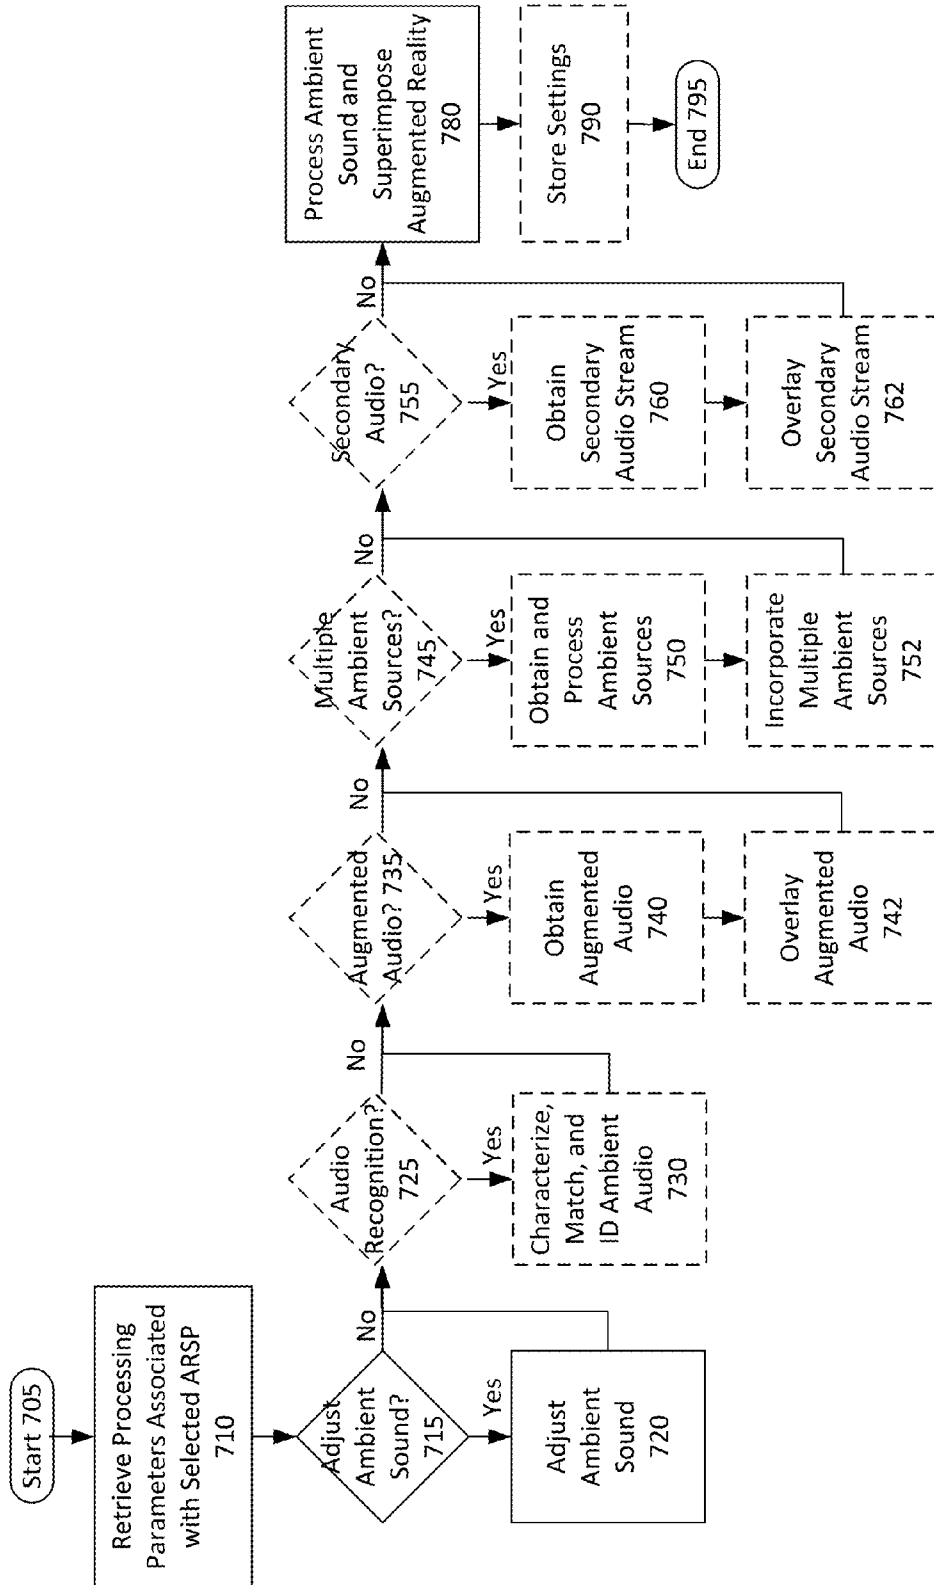 Start 705
Retrieve Processing
Parameters Associated
with Selected ARSP
710
Adjust
Ambient
Sound?
715
No
Yes
Adjust
Ambient
Sound
720
Audio
Recognition?
725
No
Yes
Characterize,
Match, and
ID Ambient
Audio
730
Augmented
Audio? 735
No
Yes
Obtain
Augmented
Audio
740
Overlay
Augmented
Audio
742
Multiple
Ambient
Sources?
745
No
Yes
Obtain and
Process
Ambient
Sources
750
Incorporate
Multiple
Ambient
Sources
752
Secondary
Audio?
755
No
Yes
Obtain
Secondary
Audio Stream
760
Overlay
Secondary
Audio Stream
762
Process Ambient
Sound and
Superimpose
Augmented Reality
780
Store Settings
790
End 795